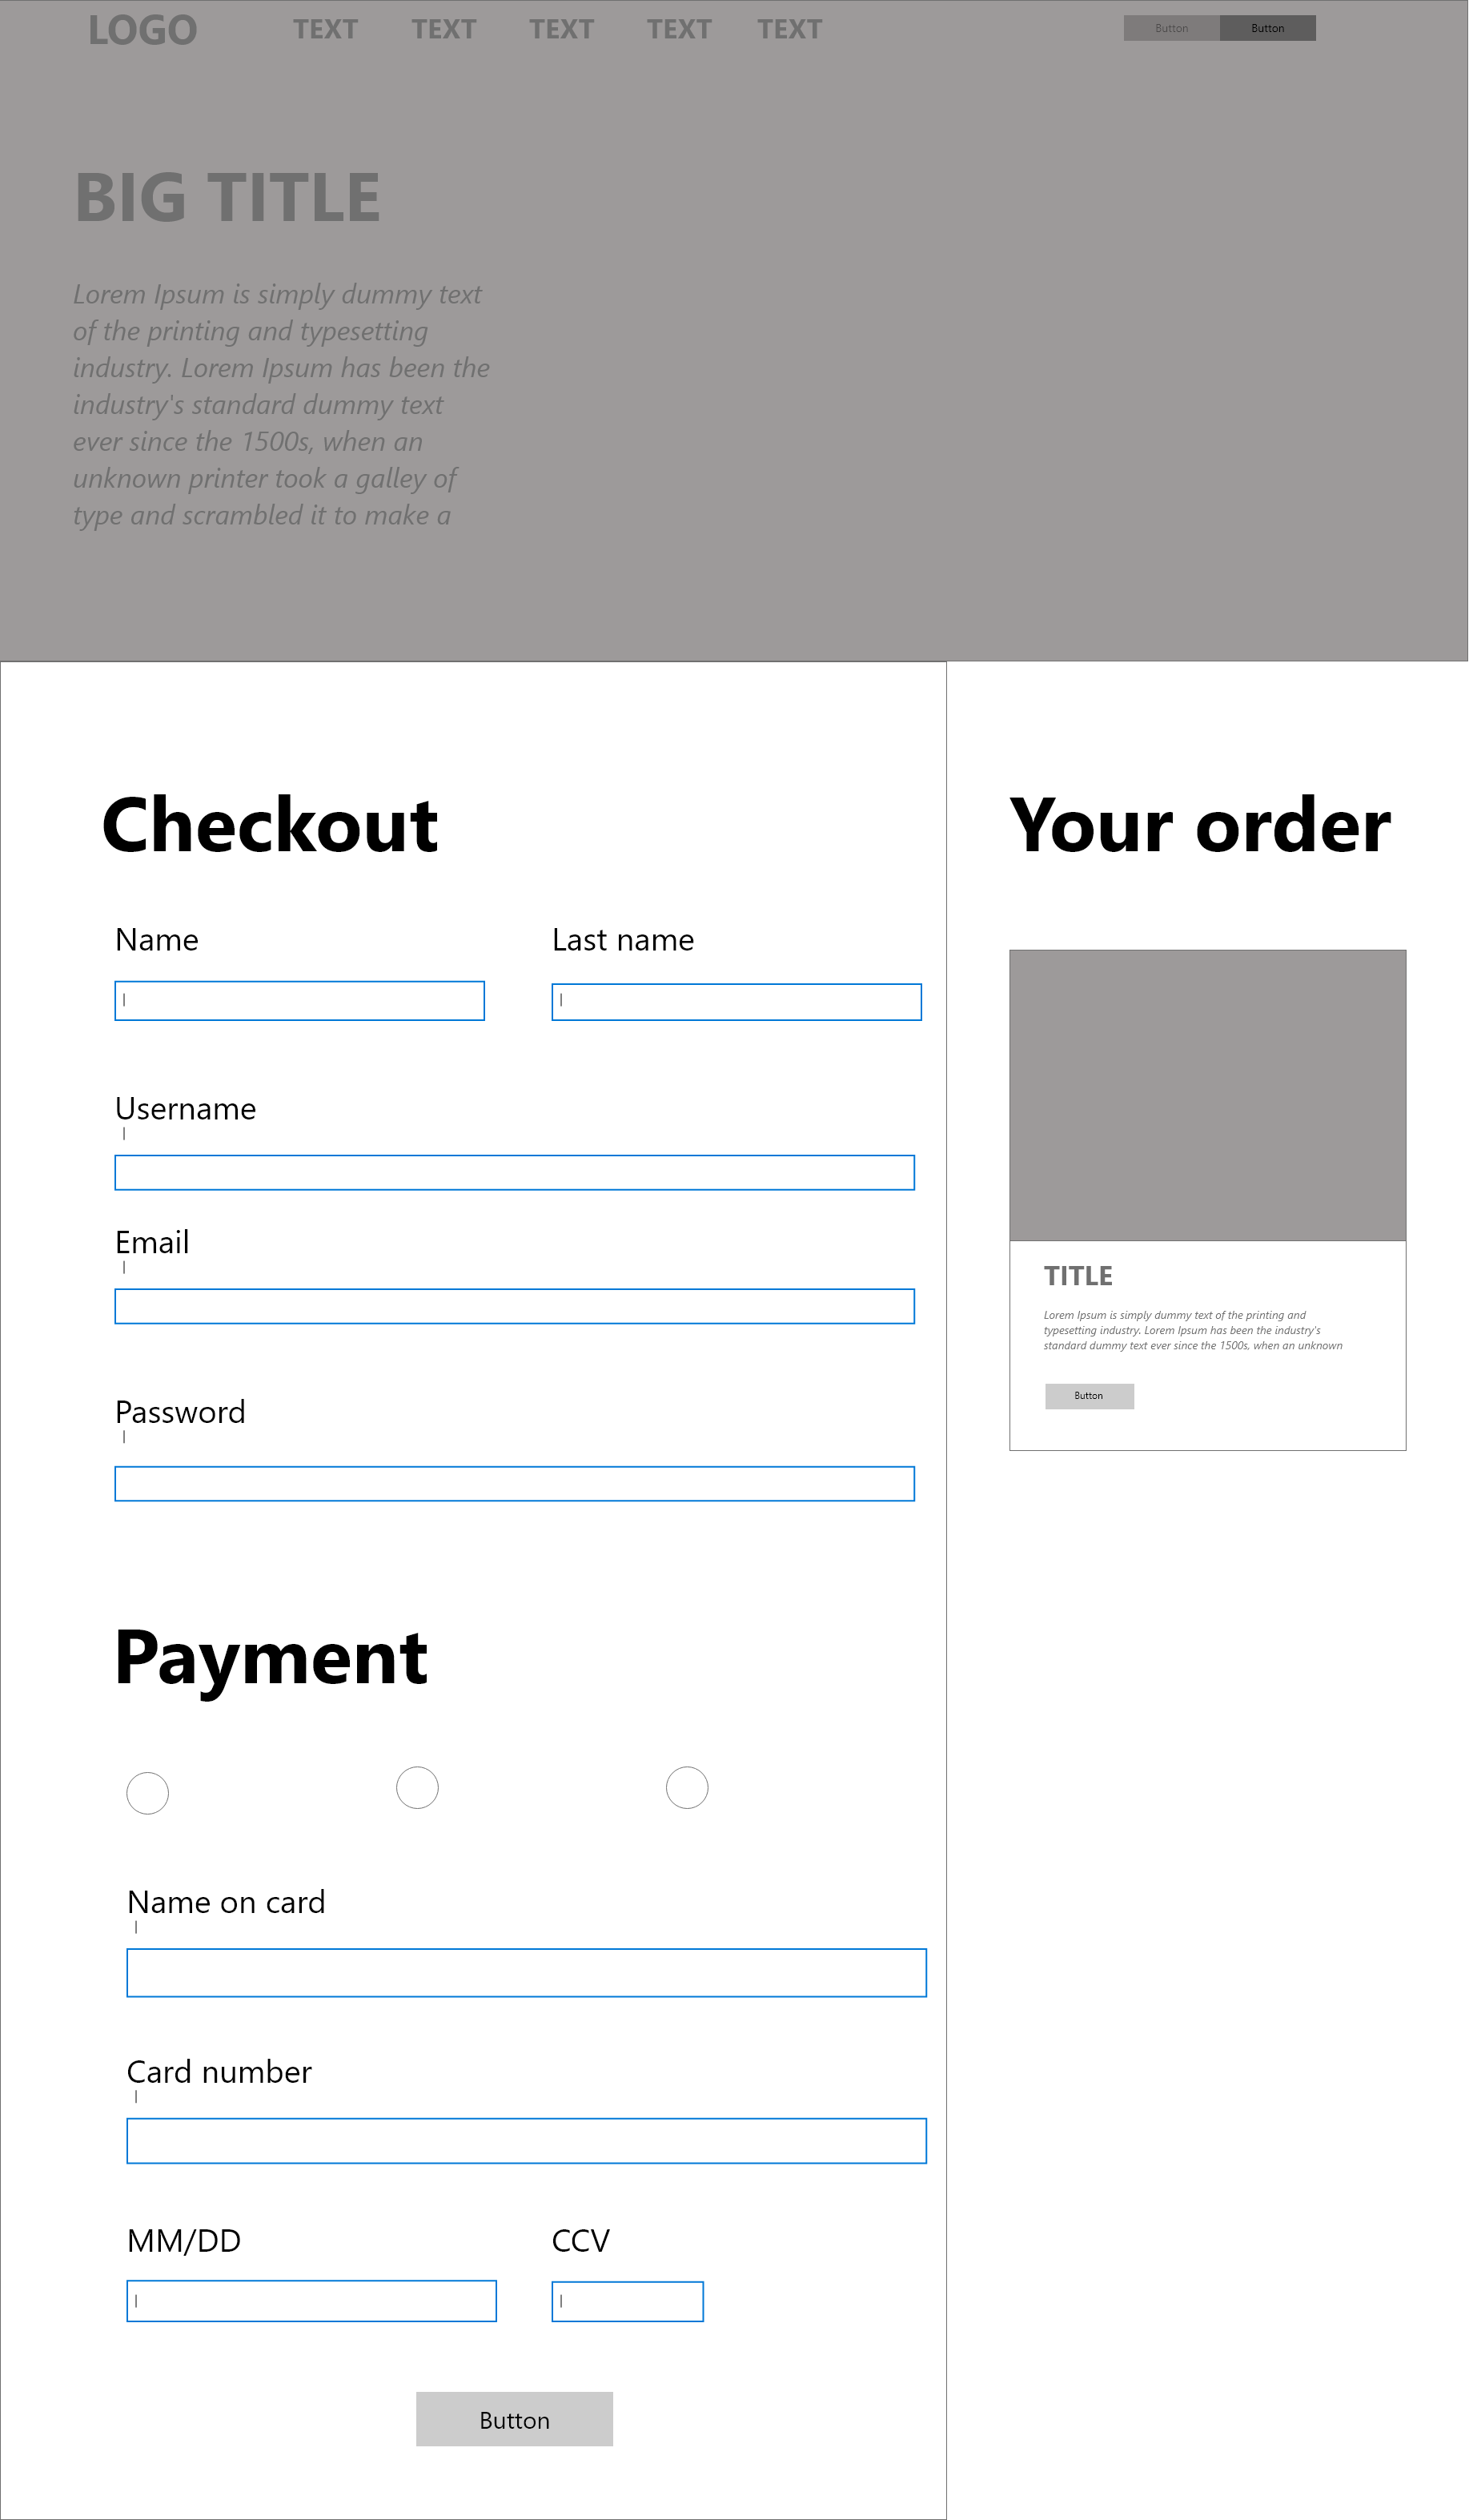 LOGO TEXT TEXT TEXT TEXT TEXT Button Button
BIG TITLE
Lorem Ipsum is simply dummy text
of the printing and typesetting
industry. Lorem Ipsum has been the
industry's standard dummy text
ever since the 1500s, when an
unknown printer took a galley of
type and scrambled it to make a
Checkout
Name Last name
Username
Email
Password
Payment
Name on card
Card number
MM/DD CCV
Button
Your order
TITLE
Lorem Ipsum is simply dummy text of the printing and
typesetting industry. Lorem Ipsum has been the industry's
standard dummy text ever since the 1500s, when an unknown
Button